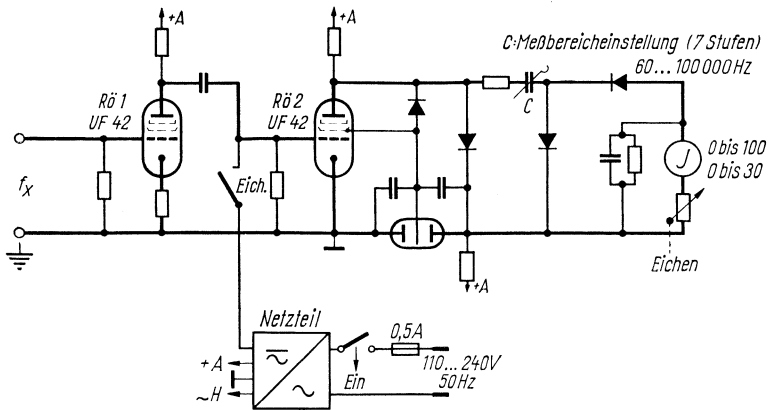 +A
+A
C:Meßbereicheinstellung (7 Stufen)
60...100 000 Hz
Rö 1
UF 42
Rö 2
UF 42
C
fx
Eich.
J
0 bis 100
0 bis 30
Eichen
+A
Netzteil
0,5A
+A
~H
Ein
110...240V
50Hz